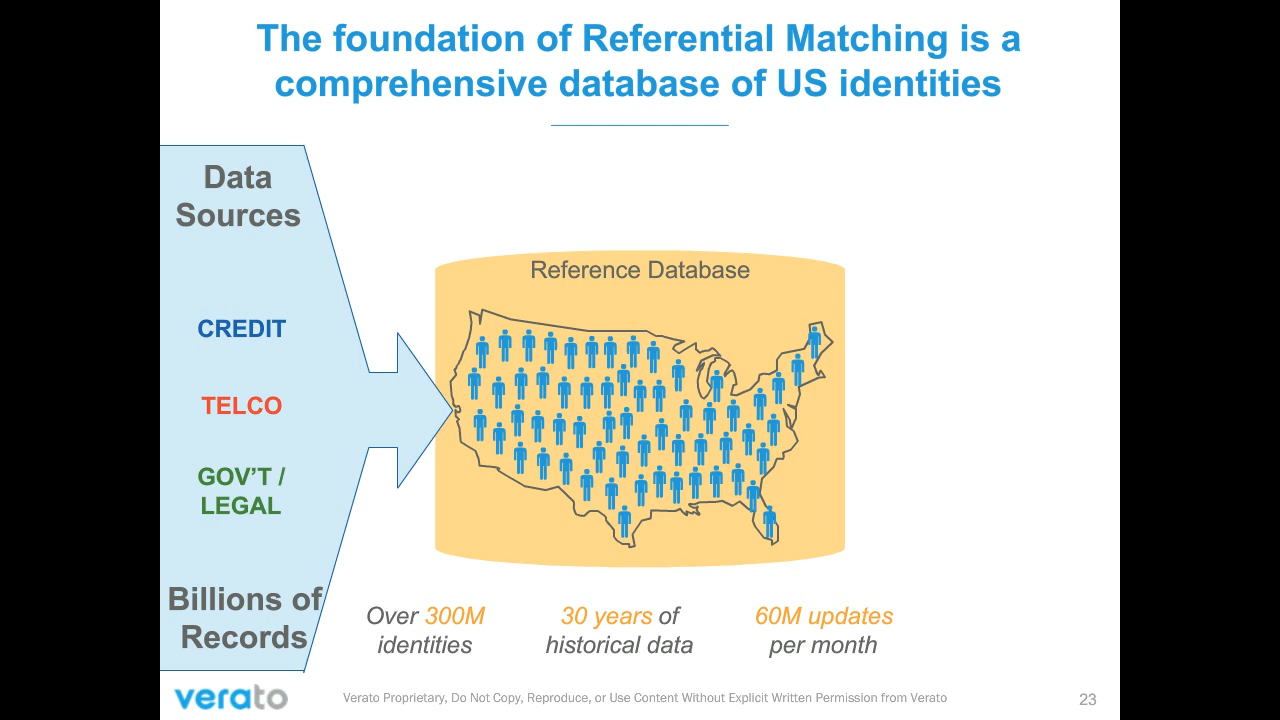 The foundation of Referential Matching is a
comprehensive database of US identities
Data
Sources
CREDIT
TELCO
GOV'T /
LEGAL
Billions of
Records
Reference Database
Over 300M
identities
30 years of
historical data
60M updates
per month
verato
Verato Proprietary, Do Not Copy, Reproduce, or Use Content Without Explicit Written Permission from Verato
23